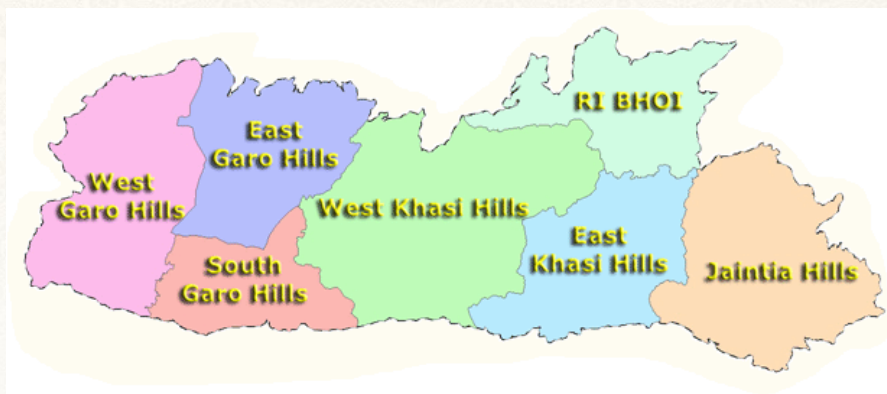 RI BHOI
East
Garo Hills
West
Garo Hills
West Khasi Hills
East
Khasi Hills
South
Garo Hills
Jaintia Hills